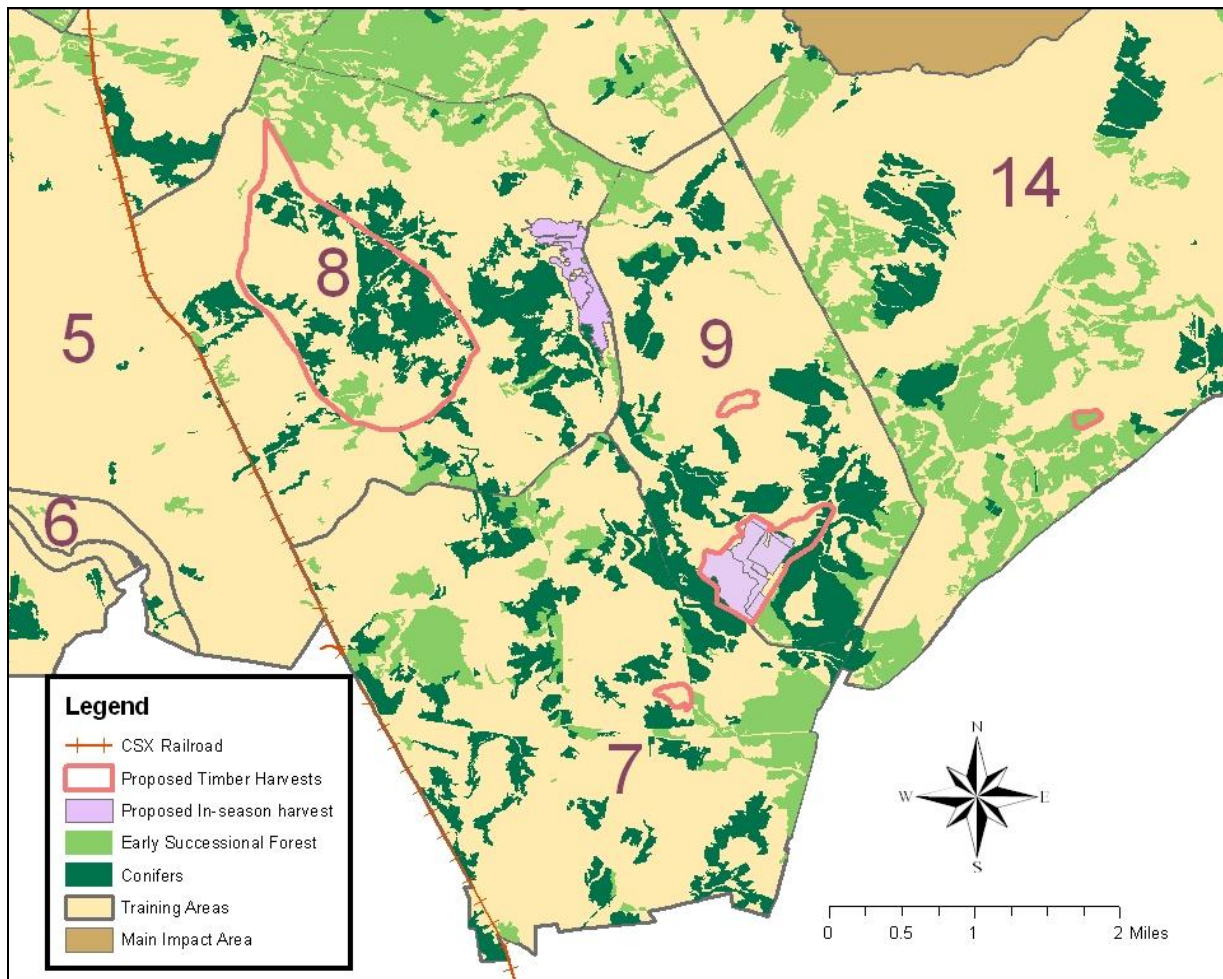 8
14
5
9
6
7
Legend
CSX Railroad
Proposed Timber Harvests
Proposed In-season harvest
Early Successional Forest
Conifers
Training Areas
Main Impact Area
N
W
E
S
0 0.5 1 2 Miles